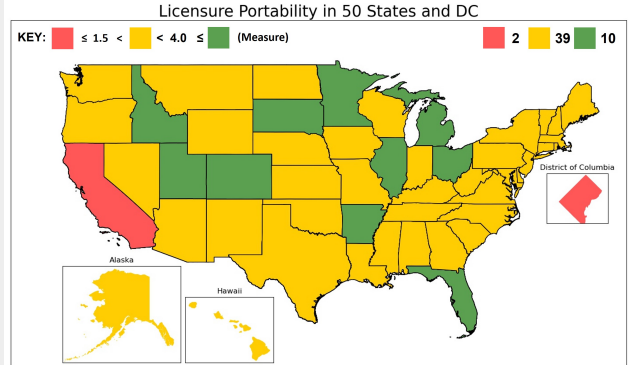 Licensure Portability in 50 States and DC
KEY: ≤ 1.5 < < 4.0 ≤ (Measure) 2 39 10
District of Columbia
Alaska
Hawaii